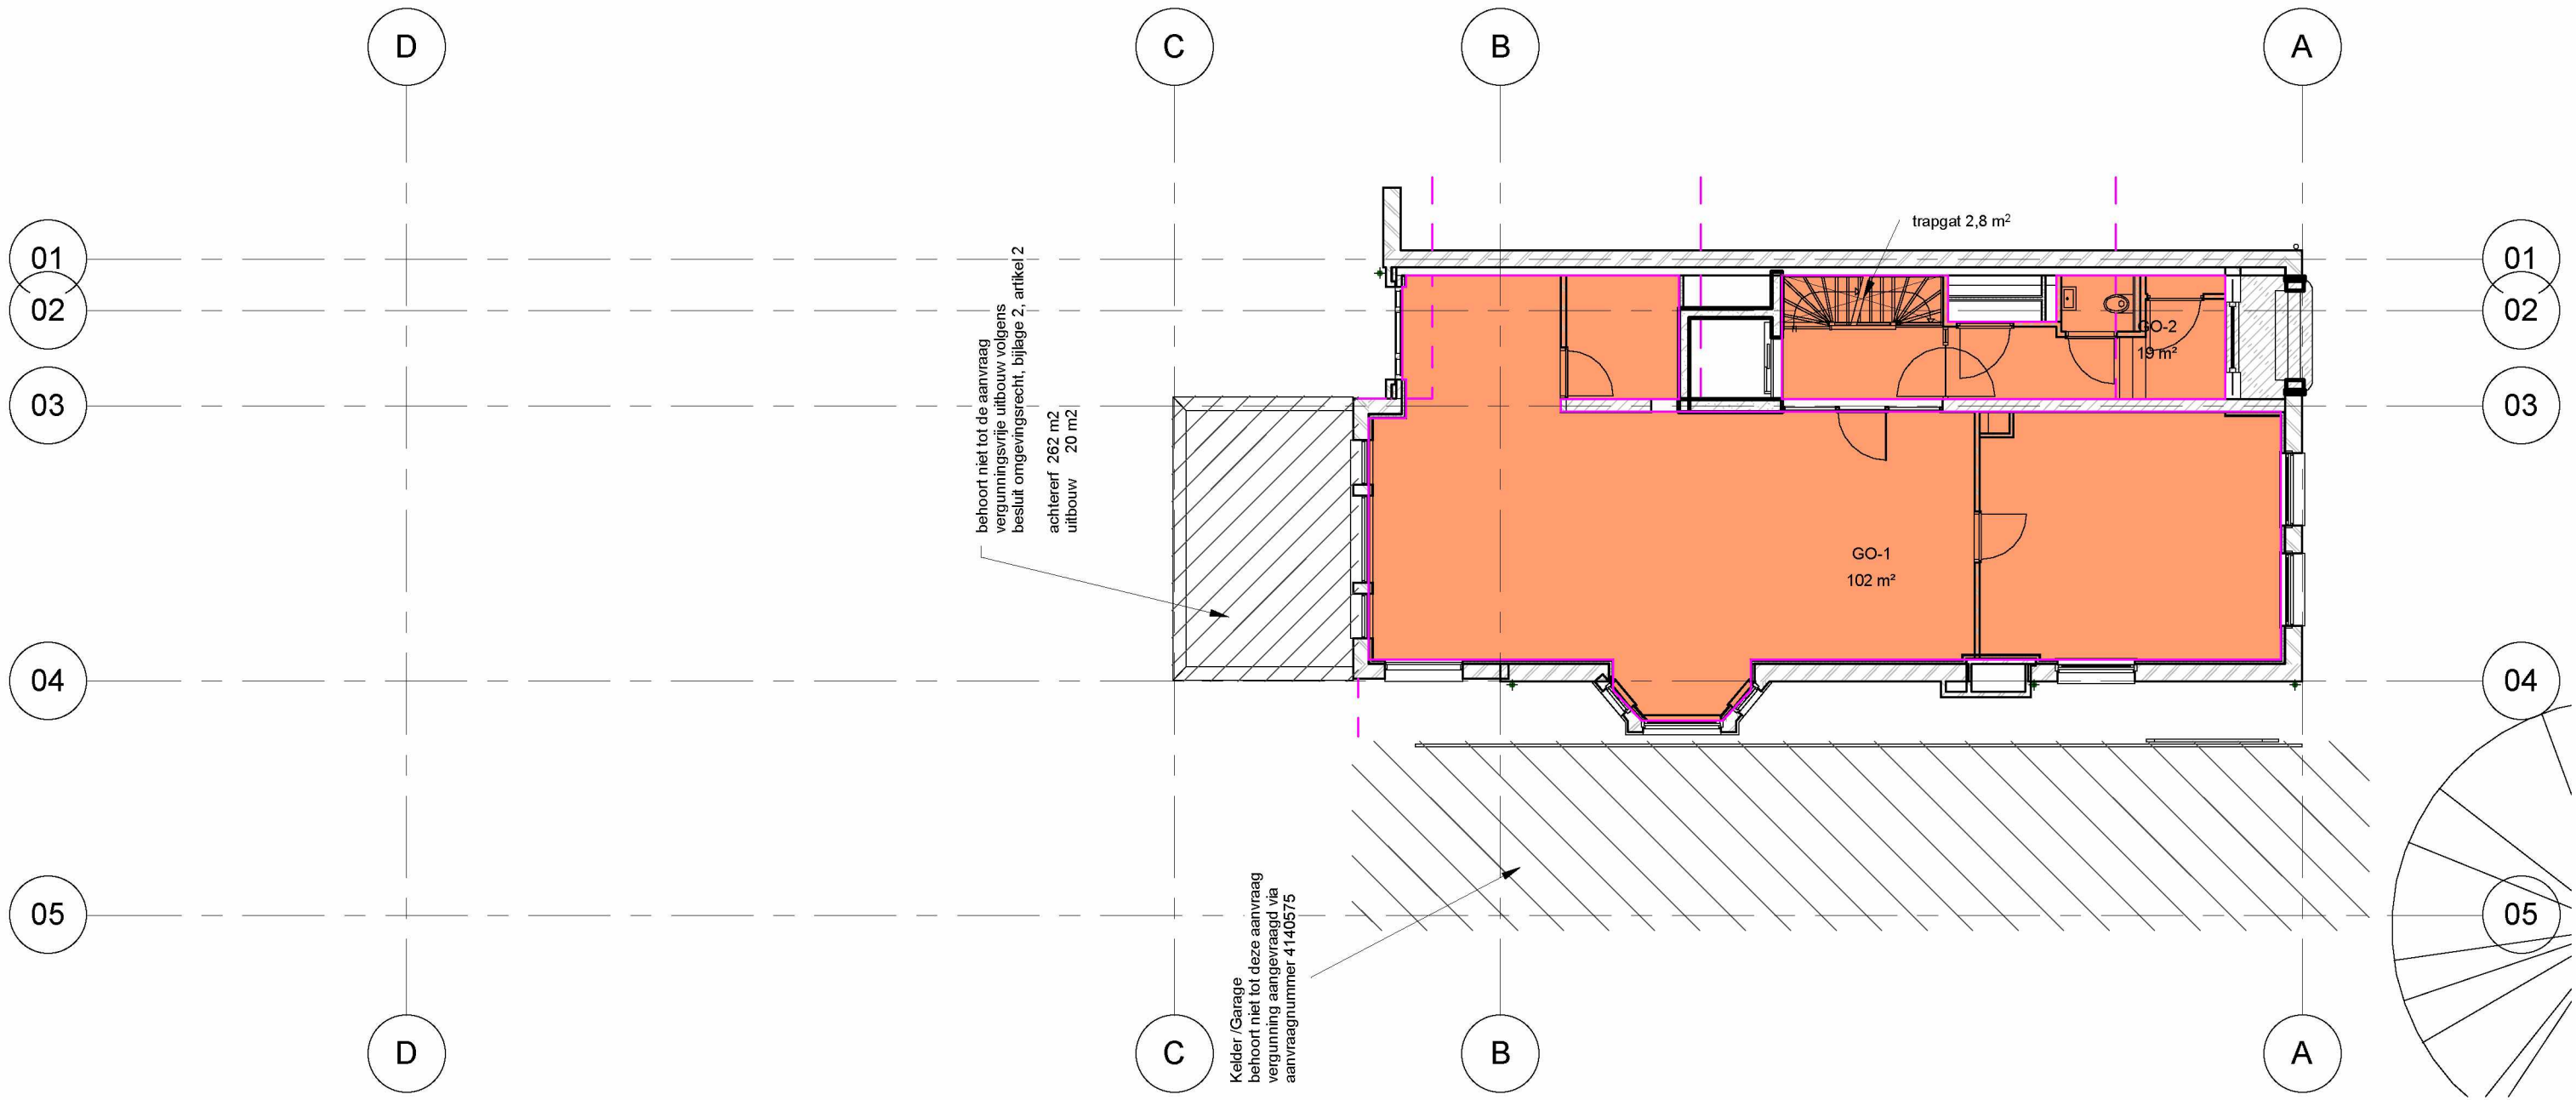 D
C
B
A
01
02
03
04
05
01
02
03
04
05
trapgat 2,8 m²
behoort niet tot de aanvraag
vergunningsvrije uitbouw volgens
besluit omgevingsrecht, bijlage 2, artikel 2
achtererf 262 m2
uitbouw 20 m2
GO-2
19 m²
GO-1
102 m²
Kelder /Garage
behoort niet tot deze aanvraag
vergunning aangevraagd via
aanvraagnummer 4140575
D
C
B
A